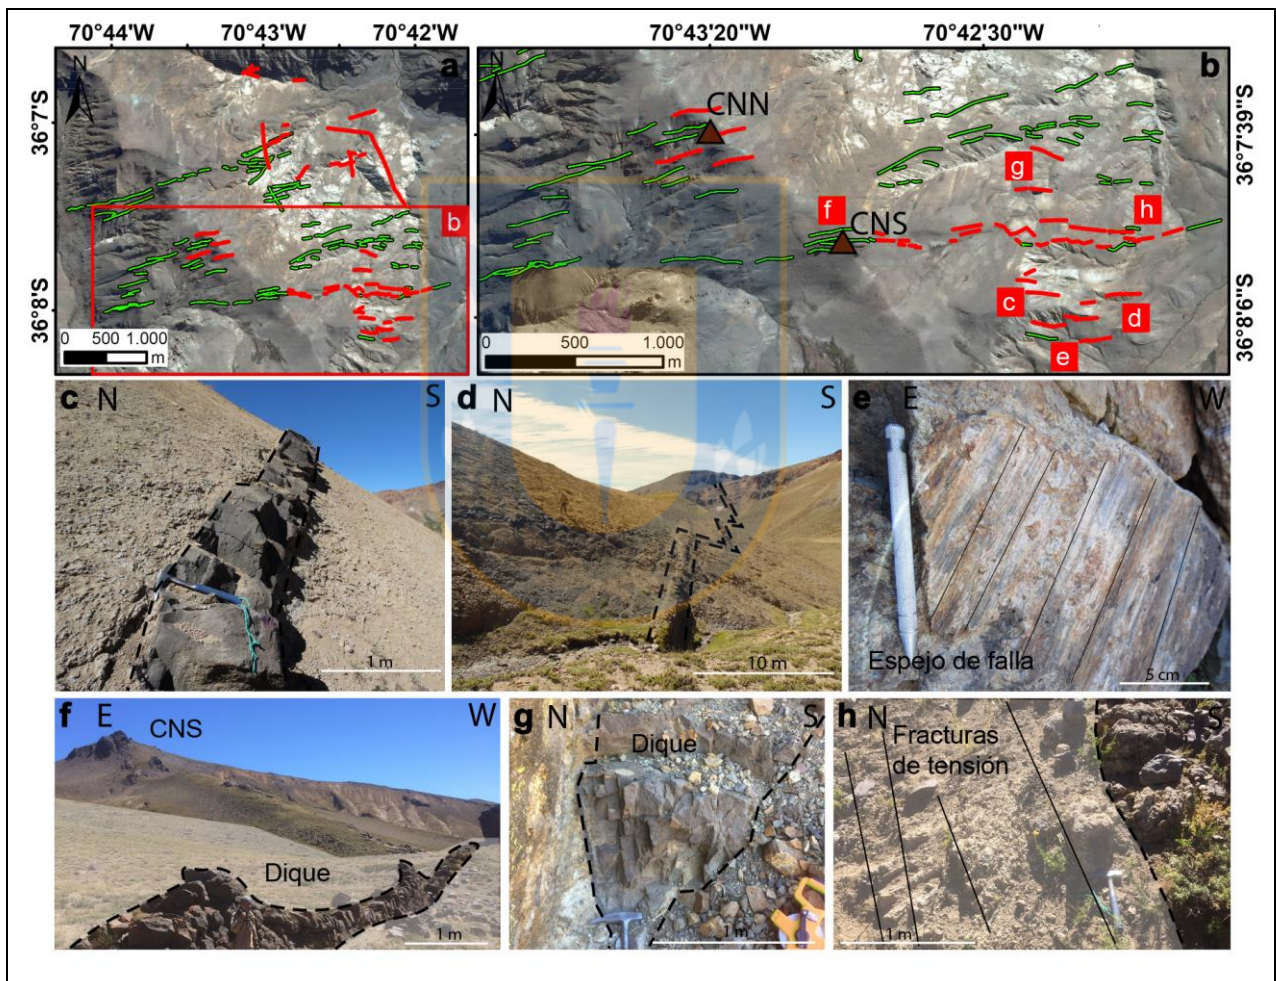 70°44'W 70°43'W 70°42'W
70°43'20"W 70°42'30"W
36°7'S
36°8'S
36°7'39"S
36°8'6"S
N
a
b
0 500 1.000
m
N
b
CNN
g
f
CNS
h
c
d
e
0 500 1.000
m
c N S
1 m
d N S
10 m
e E W
Espejo de falla
5 cm
f E W
CNS
Dique
1 m
g N S
Dique
1 m
h N S
Fracturas
de tensión
1 m